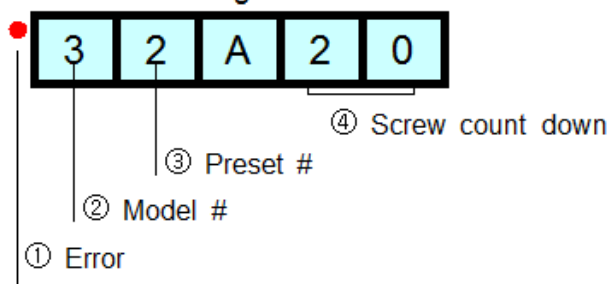 3 2 A 2 0
④ Screw count down
③ Preset #
② Model #
① Error